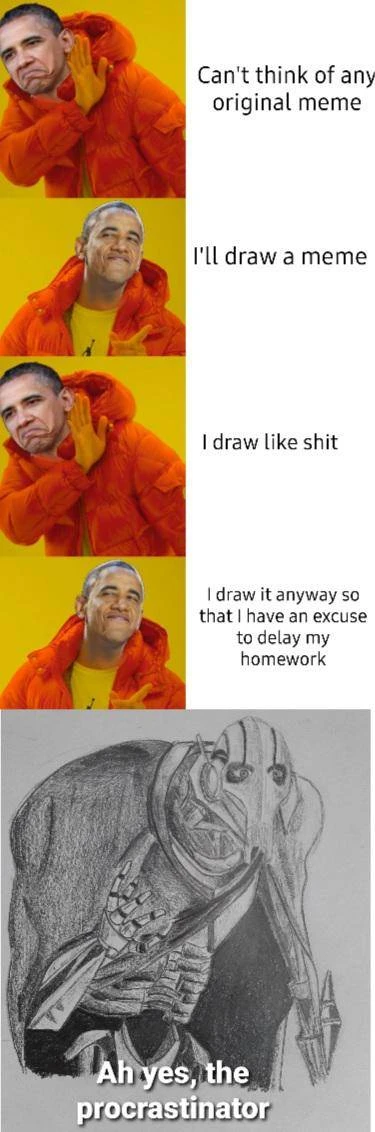 Can't think of any
original meme
I'll draw a meme
I draw like shit
I draw it anyway so
that I have an excuse
to delay my
homework
Ah yes, the
procrastinator